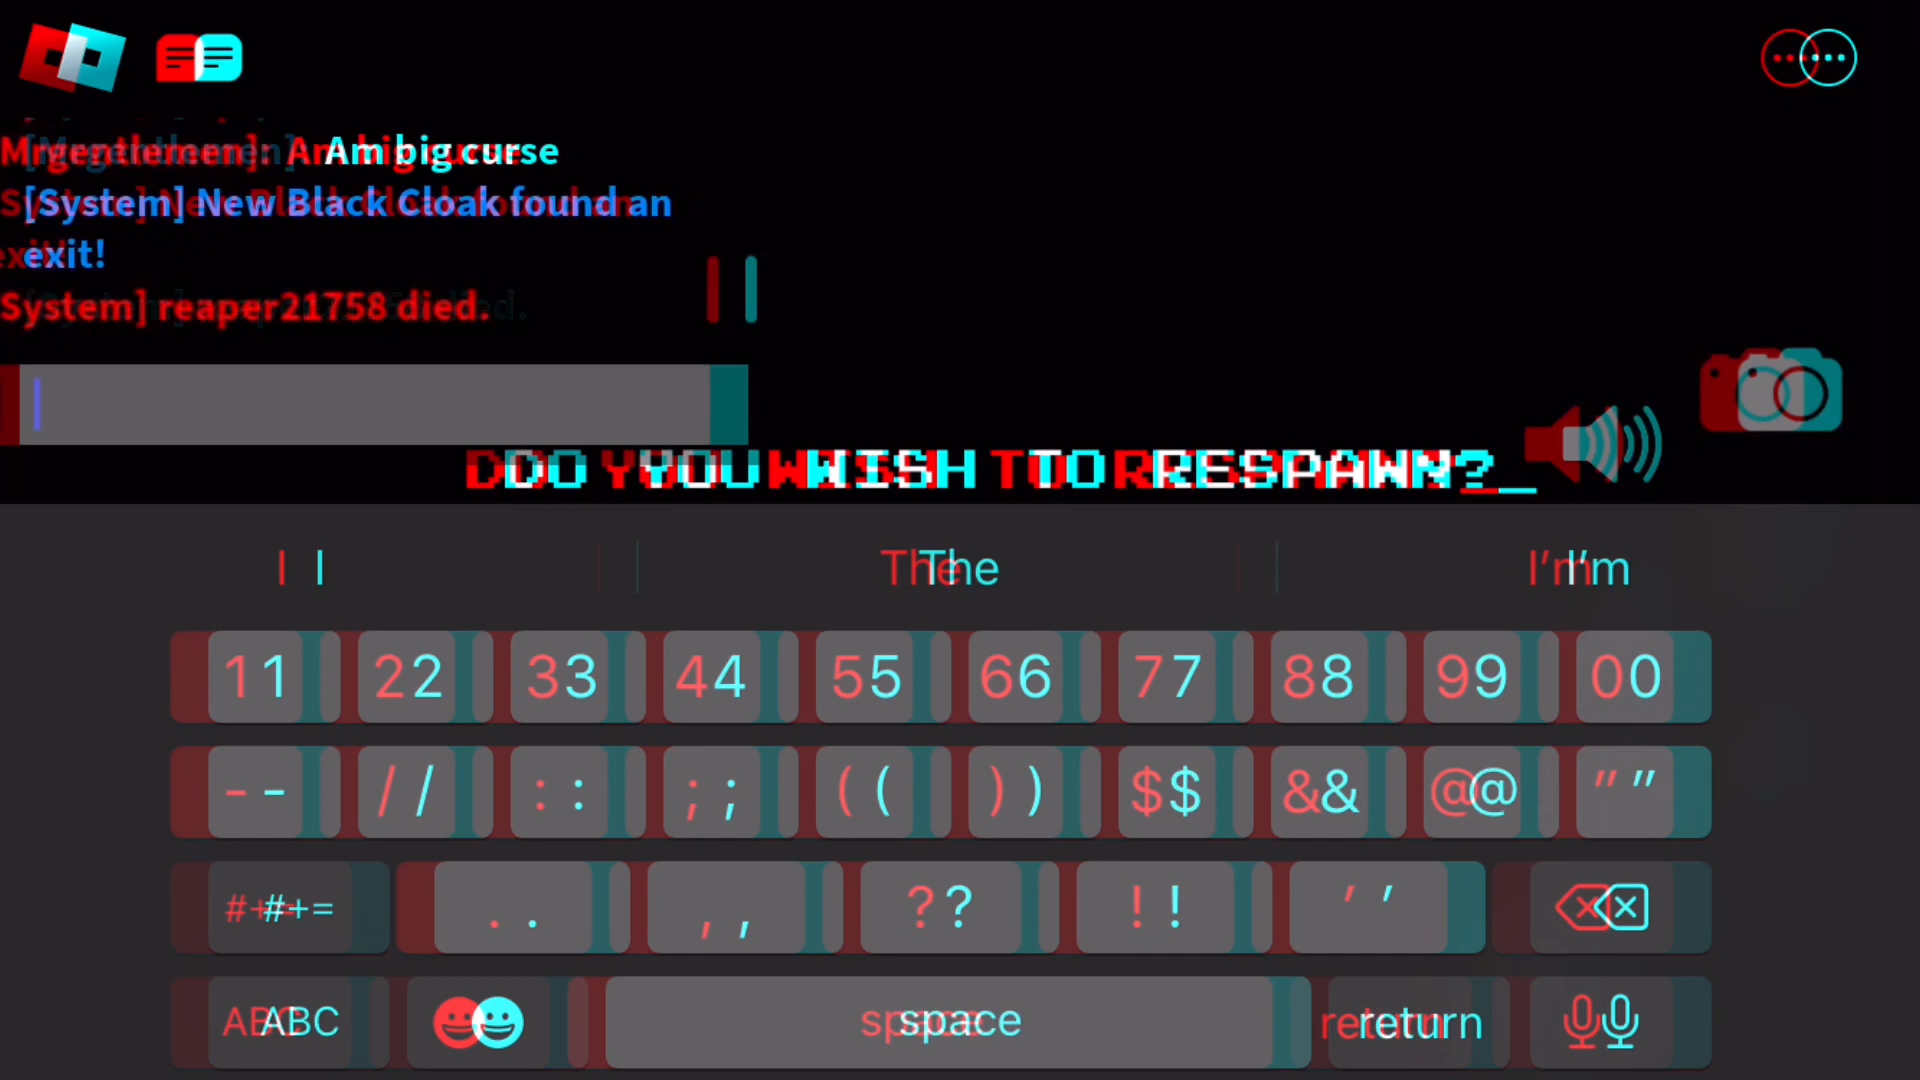 [Mrgentlemen]: Am big curse
[System] New Black Cloak found an
exit!
[System] reaper21758 died.
DO YOU WISH TO RESPAWN?_
I The I'm
1 2 3 4 5 6 7 8 9 0
- / : ; ( ) $ & @ "
#+= . , ? ! '
ABC space return